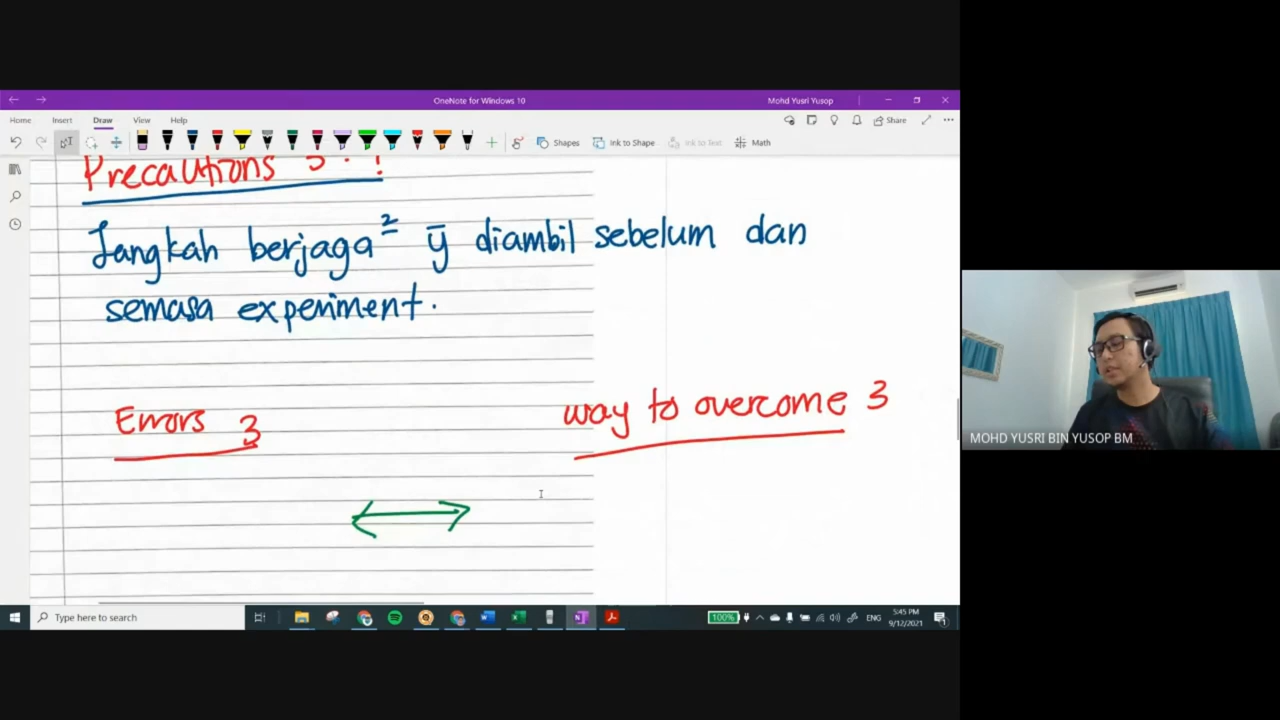 OneNote for Windows 10
Mohd Yusri Yusop
Home Insert Draw View Help
Share
Shapes Ink to Shape Ink to Text Math
Precautions 3 . !
Langkah berjaga² ȳ diambil sebelum dan
semasa experiment.
Errors 3
way to overcome 3
MOHD YUSRI BIN YUSOP BM
Type here to search
100%
ENG
5:45 PM
9/12/2021